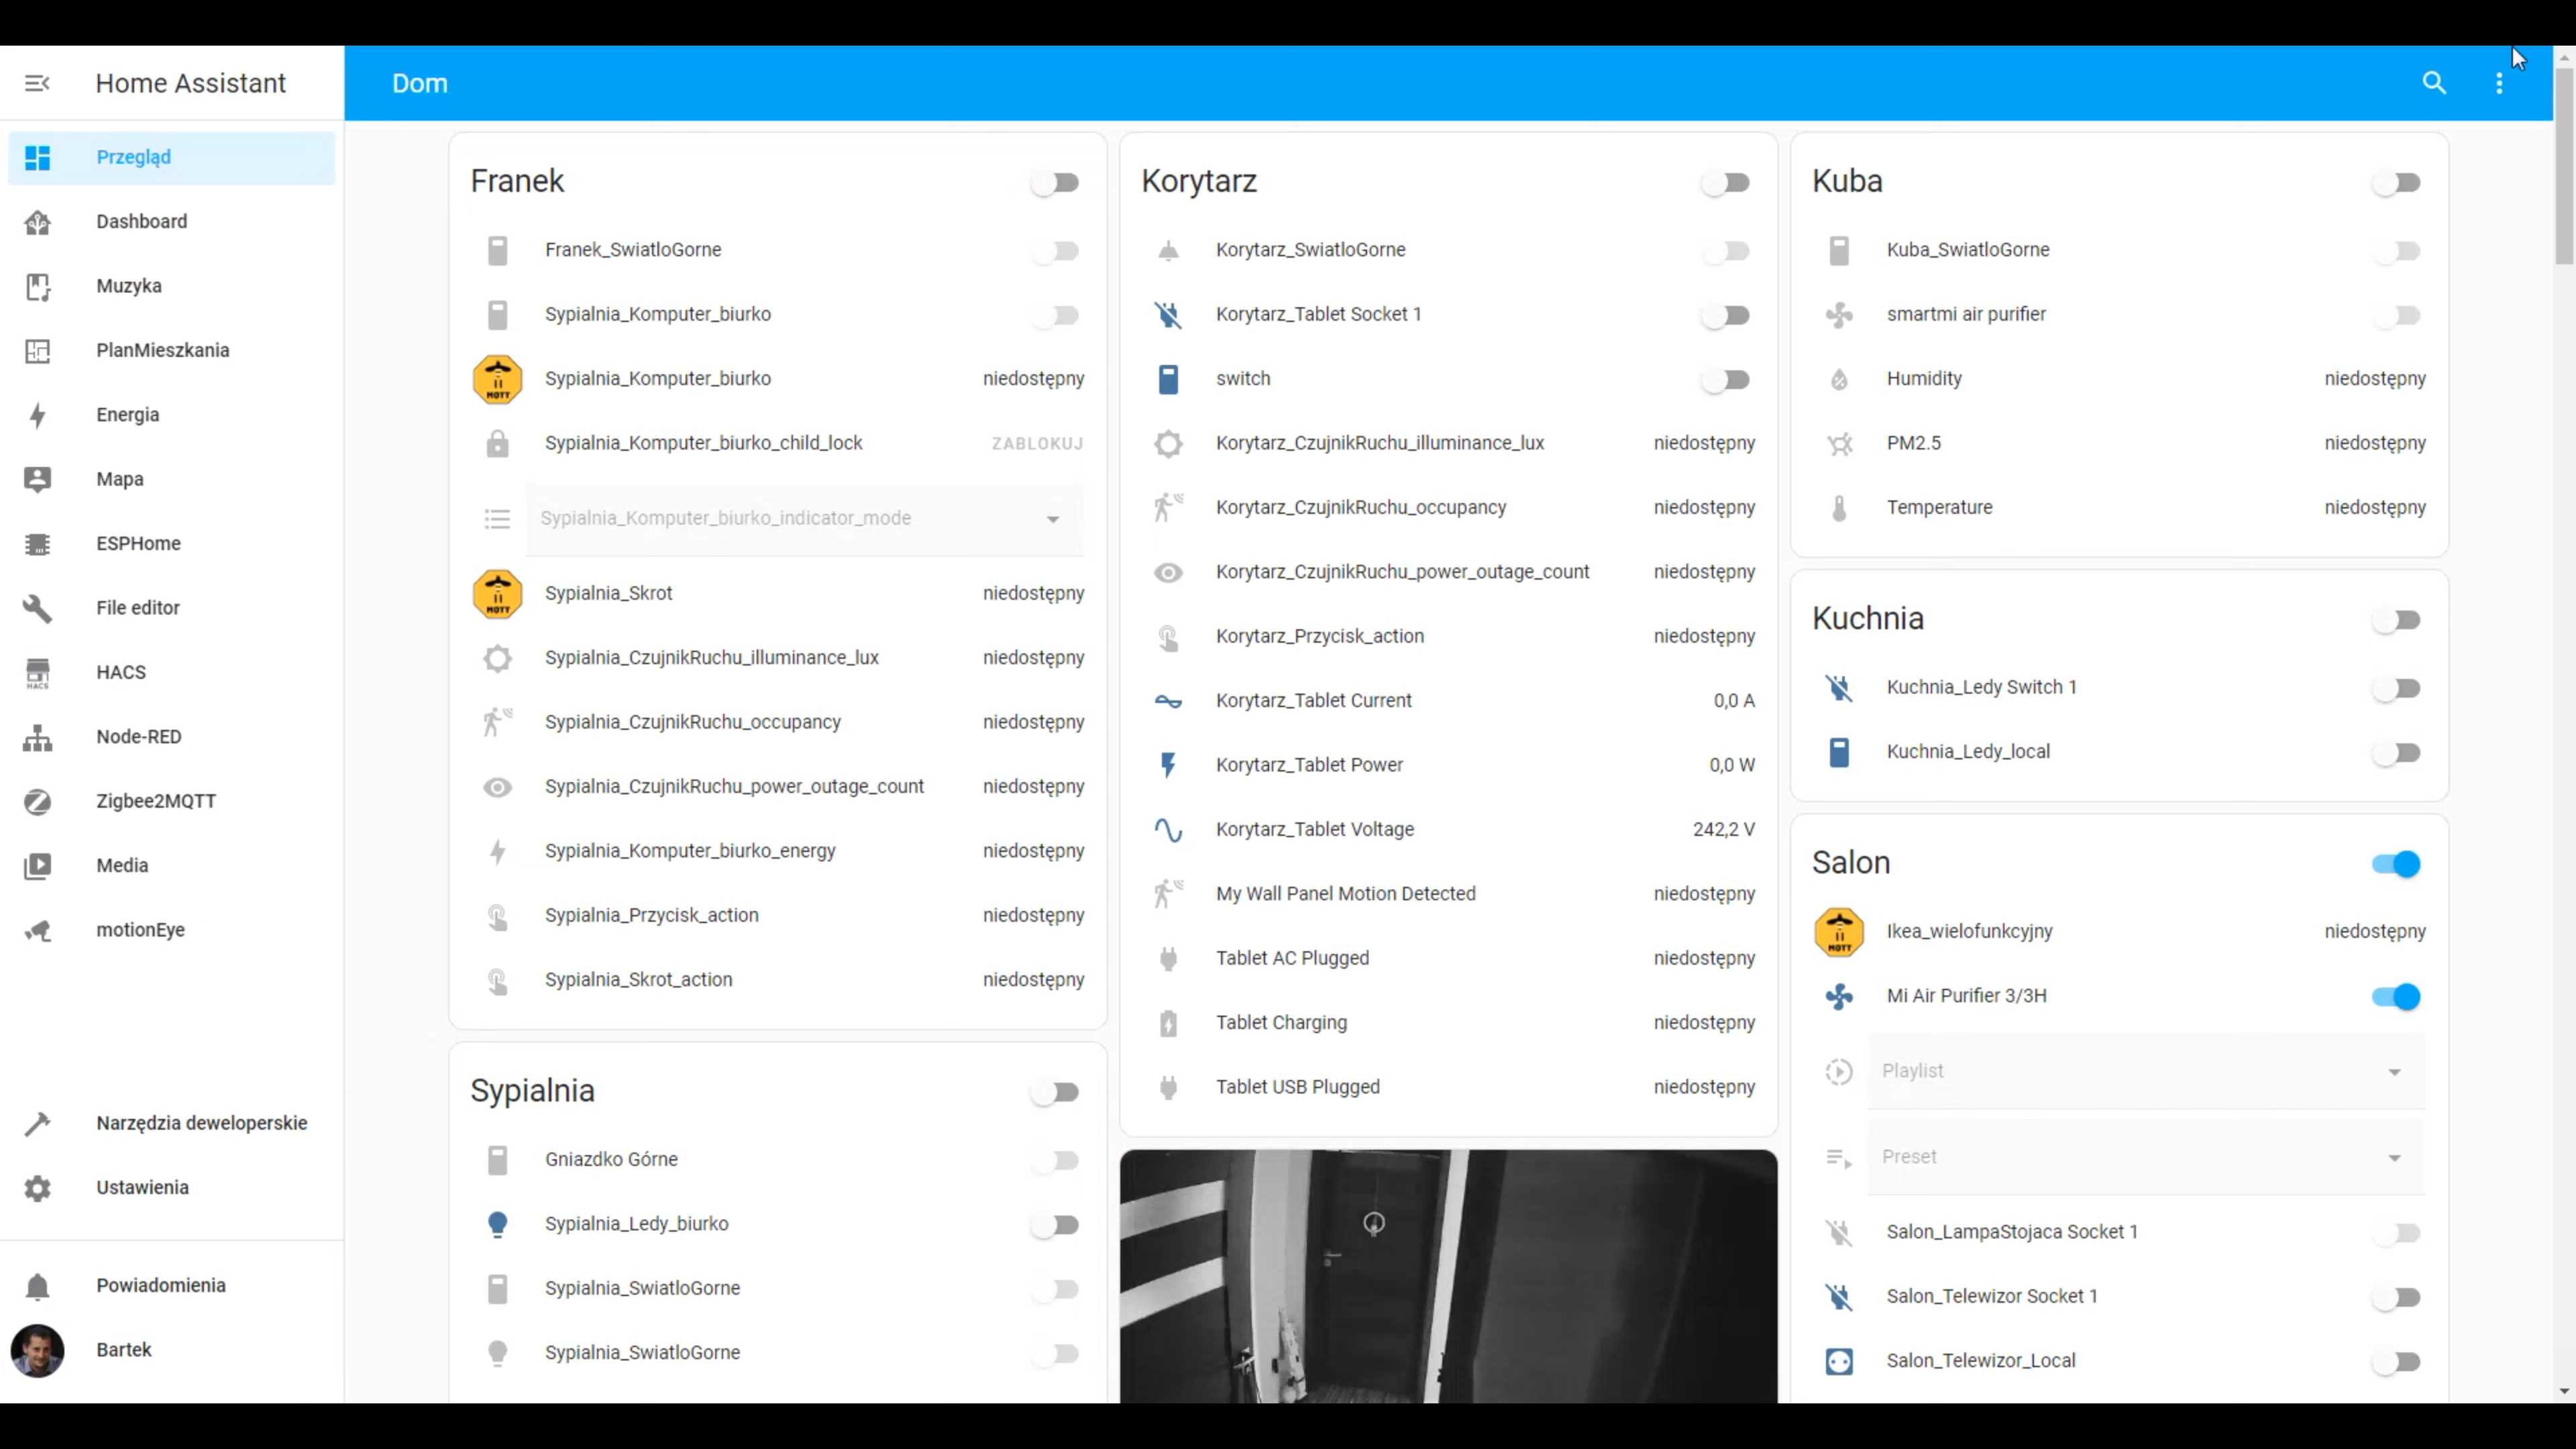 Home Assistant
Dom
Przegląd
Dashboard
Muzyka
PlanMieszkania
Energia
Mapa
ESPHome
File editor
HACS
HACS
Node-RED
Zigbee2MQTT
Media
motionEye
Narzędzia deweloperskie
Ustawienia
Powiadomienia
Bartek
Franek
Franek_SwiatloGorne
Sypialnia_Komputer_biurko
MQTT Sypialnia_Komputer_biurko niedostępny
Sypialnia_Komputer_biurko_child_lock ZABLOKUJ
Sypialnia_Komputer_biurko_indicator_mode
MQTT Sypialnia_Skrot niedostępny
Sypialnia_CzujnikRuchu_illuminance_lux niedostępny
Sypialnia_CzujnikRuchu_occupancy niedostępny
Sypialnia_CzujnikRuchu_power_outage_count niedostępny
Sypialnia_Komputer_biurko_energy niedostępny
Sypialnia_Przycisk_action niedostępny
Sypialnia_Skrot_action niedostępny
Sypialnia
Gniazdko Górne
Sypialnia_Ledy_biurko
Sypialnia_SwiatloGorne
Sypialnia_SwiatloGorne
Korytarz
Korytarz_SwiatloGorne
Korytarz_Tablet Socket 1
switch
Korytarz_CzujnikRuchu_illuminance_lux niedostępny
Korytarz_CzujnikRuchu_occupancy niedostępny
Korytarz_CzujnikRuchu_power_outage_count niedostępny
Korytarz_Przycisk_action niedostępny
Korytarz_Tablet Current 0,0 A
Korytarz_Tablet Power 0,0 W
Korytarz_Tablet Voltage 242,2 V
My Wall Panel Motion Detected niedostępny
Tablet AC Plugged niedostępny
Tablet Charging niedostępny
Tablet USB Plugged niedostępny
Kuba
Kuba_SwiatloGorne
smartmi air purifier
Humidity niedostępny
PM2.5 niedostępny
Temperature niedostępny
Kuchnia
Kuchnia_Ledy Switch 1
Kuchnia_Ledy_local
Salon
MQTT Ikea_wielofunkcyjny niedostępny
Mi Air Purifier 3/3H
Playlist
Preset
Salon_LampaStojaca Socket 1
Salon_Telewizor Socket 1
Salon_Telewizor_Local